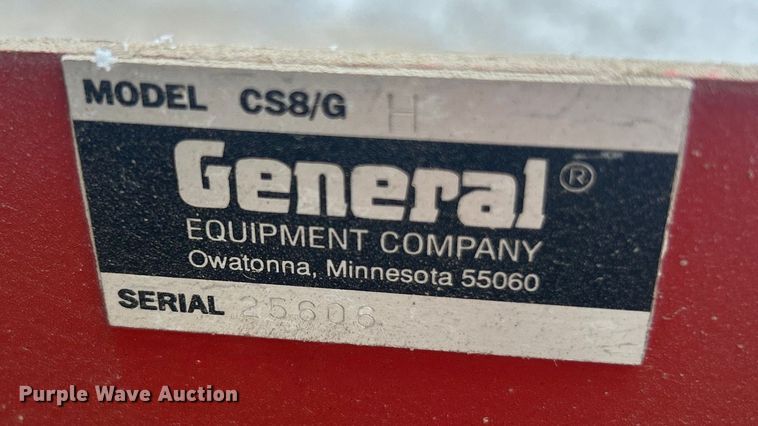 MODEL CS8/G H
General®
EQUIPMENT COMPANY
Owatonna, Minnesota 55060
SERIAL 25606
Purple Wave Auction